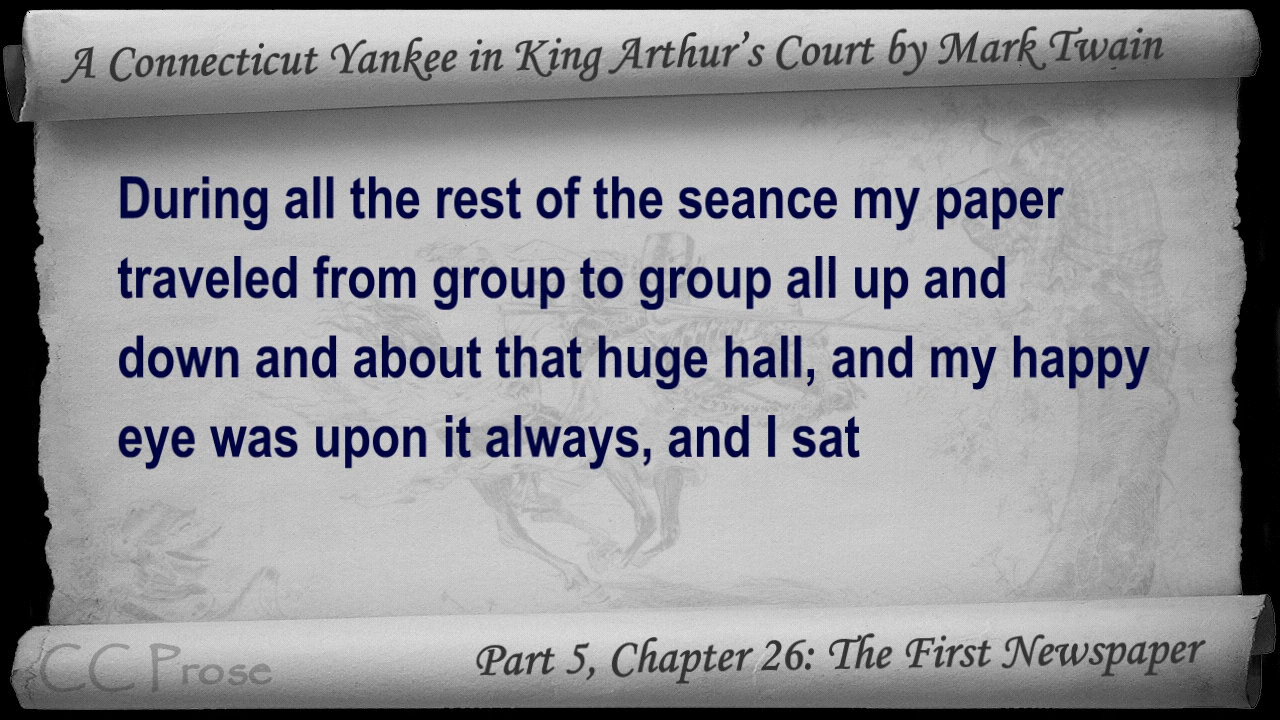 A Connecticut Yankee in King Arthur's Court by Mark Twain
During all the rest of the seance my paper
traveled from group to group all up and
down and about that huge hall, and my happy
eye was upon it always, and I sat
CC Prose
Part 5, Chapter 26: The First Newspaper